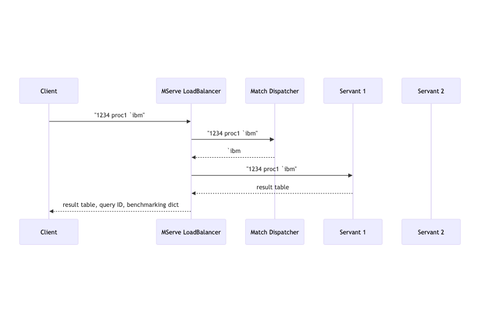 Client
MServe LoadBalancer
Match Dispatcher
Servant 1
Servant 2
"1234 proc1 `ibm"
"1234 proc1 `ibm"
`ibm
"1234 proc1 `ibm"
result table
result table, query ID, benchmarking dict
Client
MServe LoadBalancer
Match Dispatcher
Servant 1
Servant 2